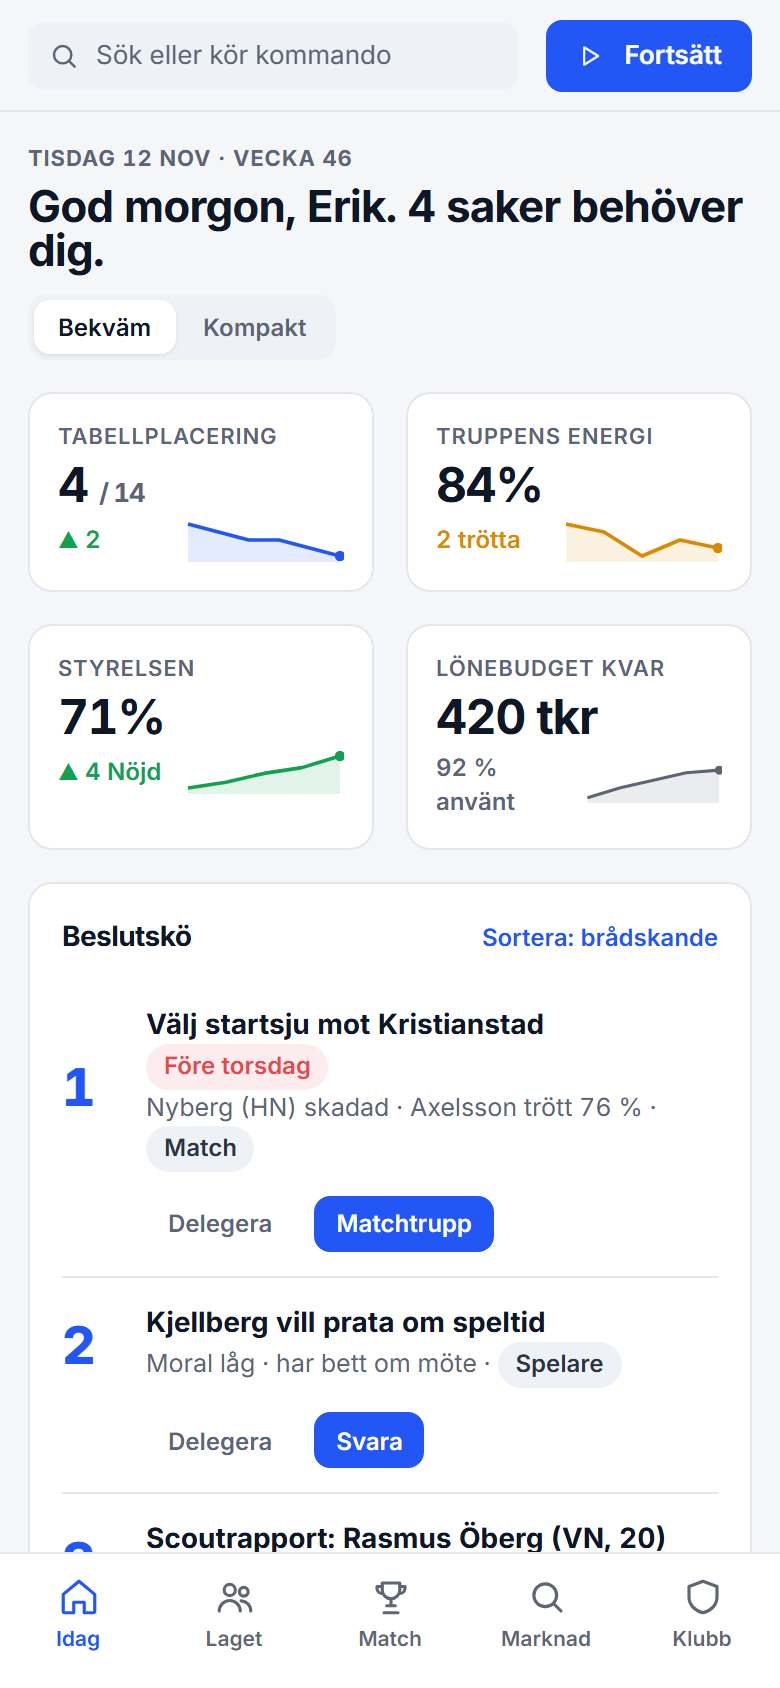 Sök eller kör kommando
Fortsätt
TISDAG 12 NOV · VECKA 46
God morgon, Erik. 4 saker behöver
dig.
Bekväm Kompakt
TABELLPLACERING
4 / 14
▲ 2
TRUPPENS ENERGI
84%
2 trötta
STYRELSEN
71%
▲ 4 Nöjd
LÖNEBUDGET KVAR
420 tkr
92 %
använt
Beslutskö
Sortera: brådskande
1
Välj startsju mot Kristianstad
Före torsdag
Nyberg (HN) skadad · Axelsson trött 76 % ·
Match
Delegera Matchtrupp
2
Kjellberg vill prata om speltid
Moral låg · har bett om möte · Spelare
Delegera Svara
Scoutrapport: Rasmus Öberg (VN, 20)
Idag Laget Match Marknad Klubb